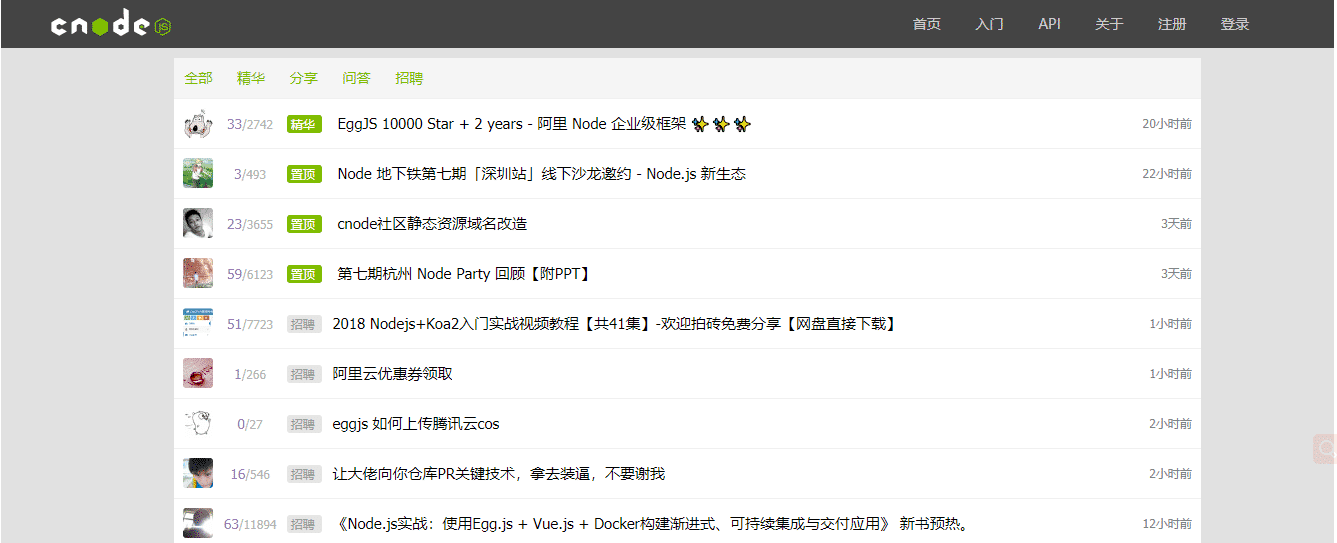 cnode JS 首页 入门 API 关于 注册 登录
全部 精华 分享 问答 招聘
33/2742 精华 EggJS 10000 Star + 2 years - 阿里 Node 企业级框架 20小时前
3/493 置顶 Node 地下铁第七期「深圳站」线下沙龙邀约 - Node.js 新生态 22小时前
23/3655 置顶 cnode社区静态资源域名改造 3天前
59/6123 置顶 第七期杭州 Node Party 回顾【附PPT】 3天前
51/7723 招聘 2018 Nodejs+Koa2入门实战视频教程【共41集】-欢迎拍砖免费分享【网盘直接下载】 1小时前
1/266 招聘 阿里云优惠券领取 1小时前
0/27 招聘 eggjs 如何上传腾讯云cos 2小时前
16/546 招聘 让大佬向你仓库PR关键技术，拿去装逼，不要谢我 2小时前
63/11894 招聘 《Node.js实战：使用Egg.js + Vue.js + Docker构建渐进式、可持续集成与交付应用》 新书预热。 12小时前